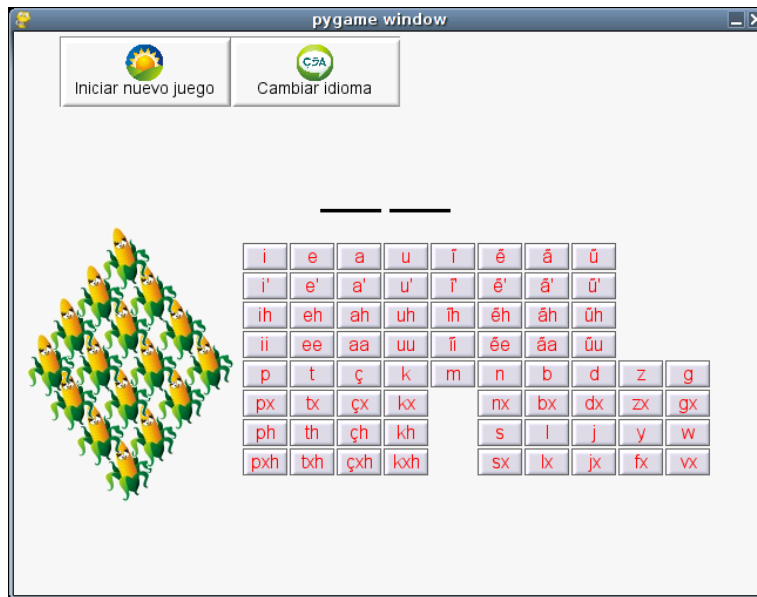 pygame window
Iniciar nuevo juego Cambiar idioma
i e a u ĩ ẽ ã ũ
i' e' a' u' ĩ' ẽ' ã' ũ'
ih eh ah uh ĩh ẽh ãh ũh
ii ee aa uu ĩi ẽe ãa ũu
p t ç k m n b d z g
px tx çx kx nx bx dx zx gx
ph th çh kh s l j y w
pxh txh çxh kxh sx lx jx fx vx